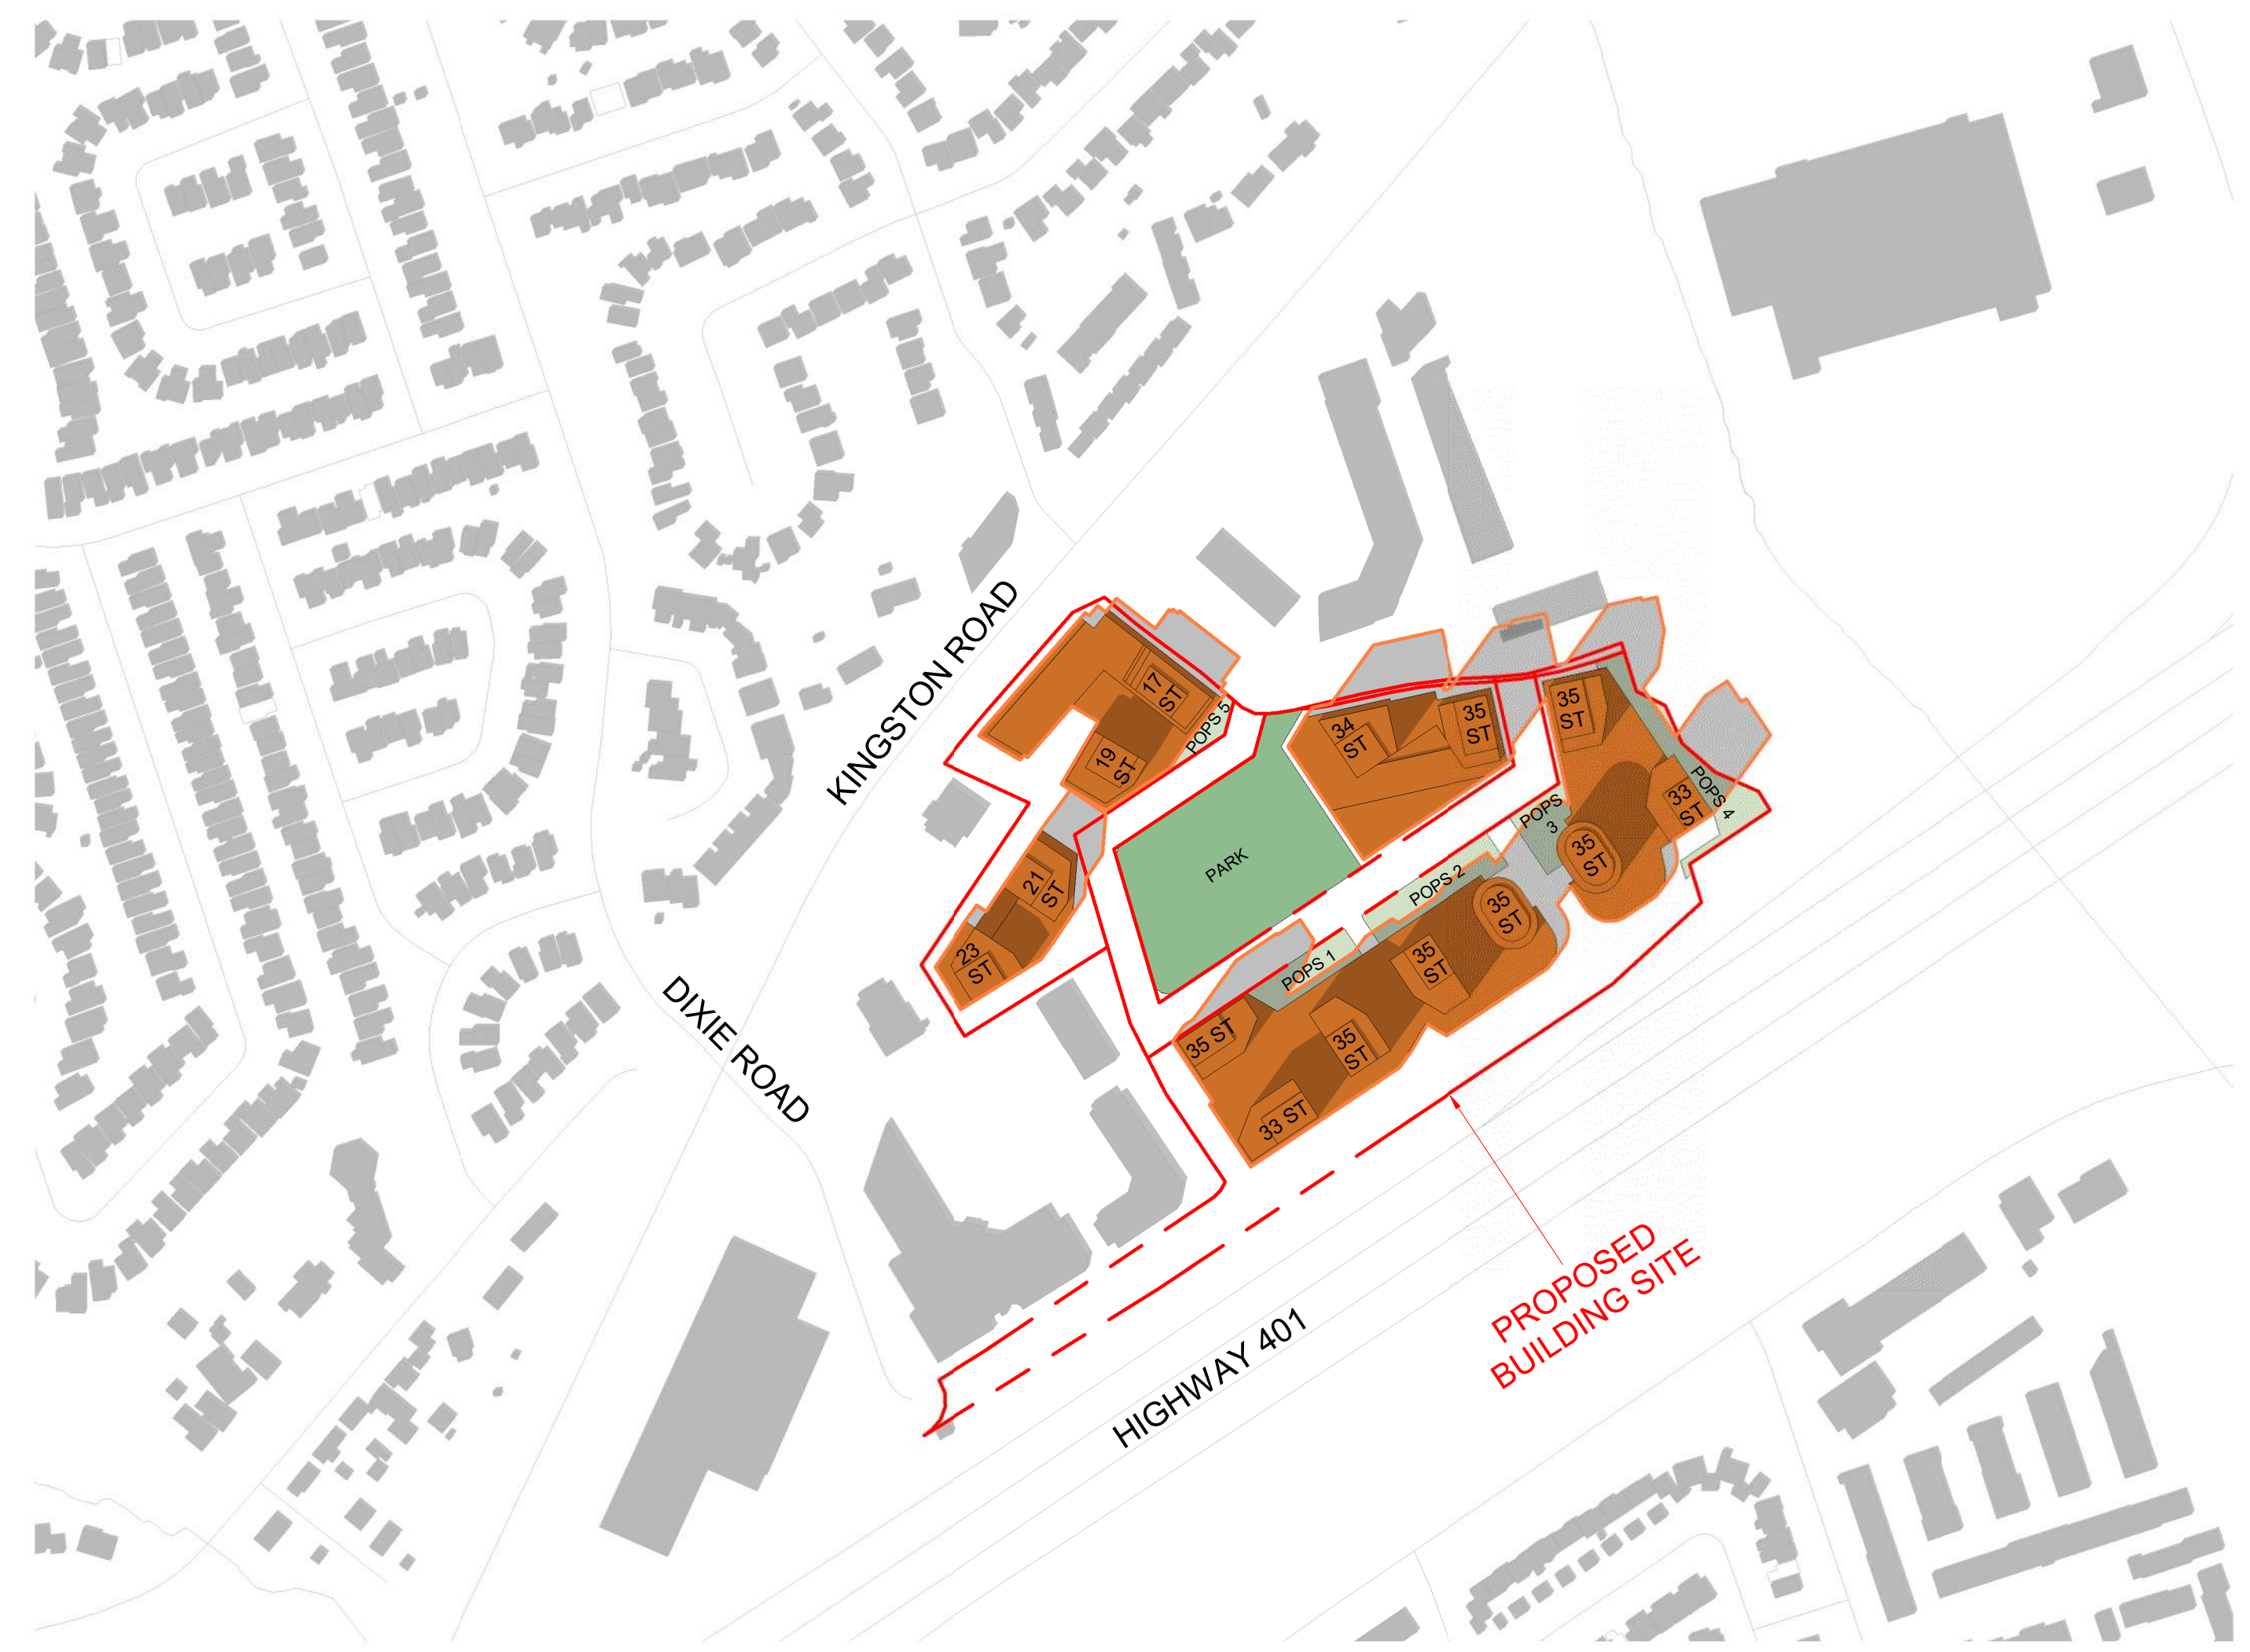 KINGSTON ROAD
17
ST
POPS 5
19
ST
34
ST
35
ST
35
ST
33
ST
POPS
4
POPS
3
35
ST
PARK
POPS 2
21
ST
35
ST
23
ST
35
ST
POPS 1
35 ST
35
ST
33 ST
DIXIE ROAD
PROPOSED
BUILDING SITE
HIGHWAY 401